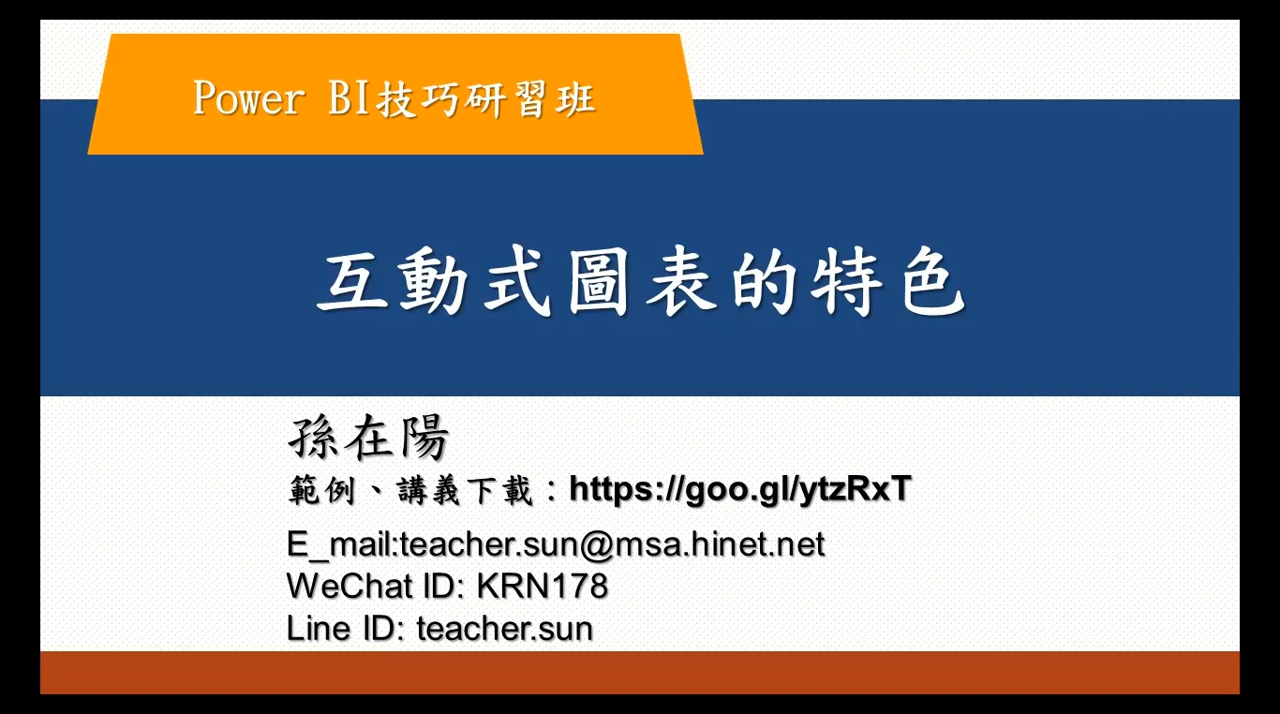 Power BI技巧研習班
互動式圖表的特色
孫在陽
範例、講義下載：https://goo.gl/ytzRxT
E_mail:teacher.sun@msa.hinet.net
WeChat ID: KRN178
Line ID: teacher.sun